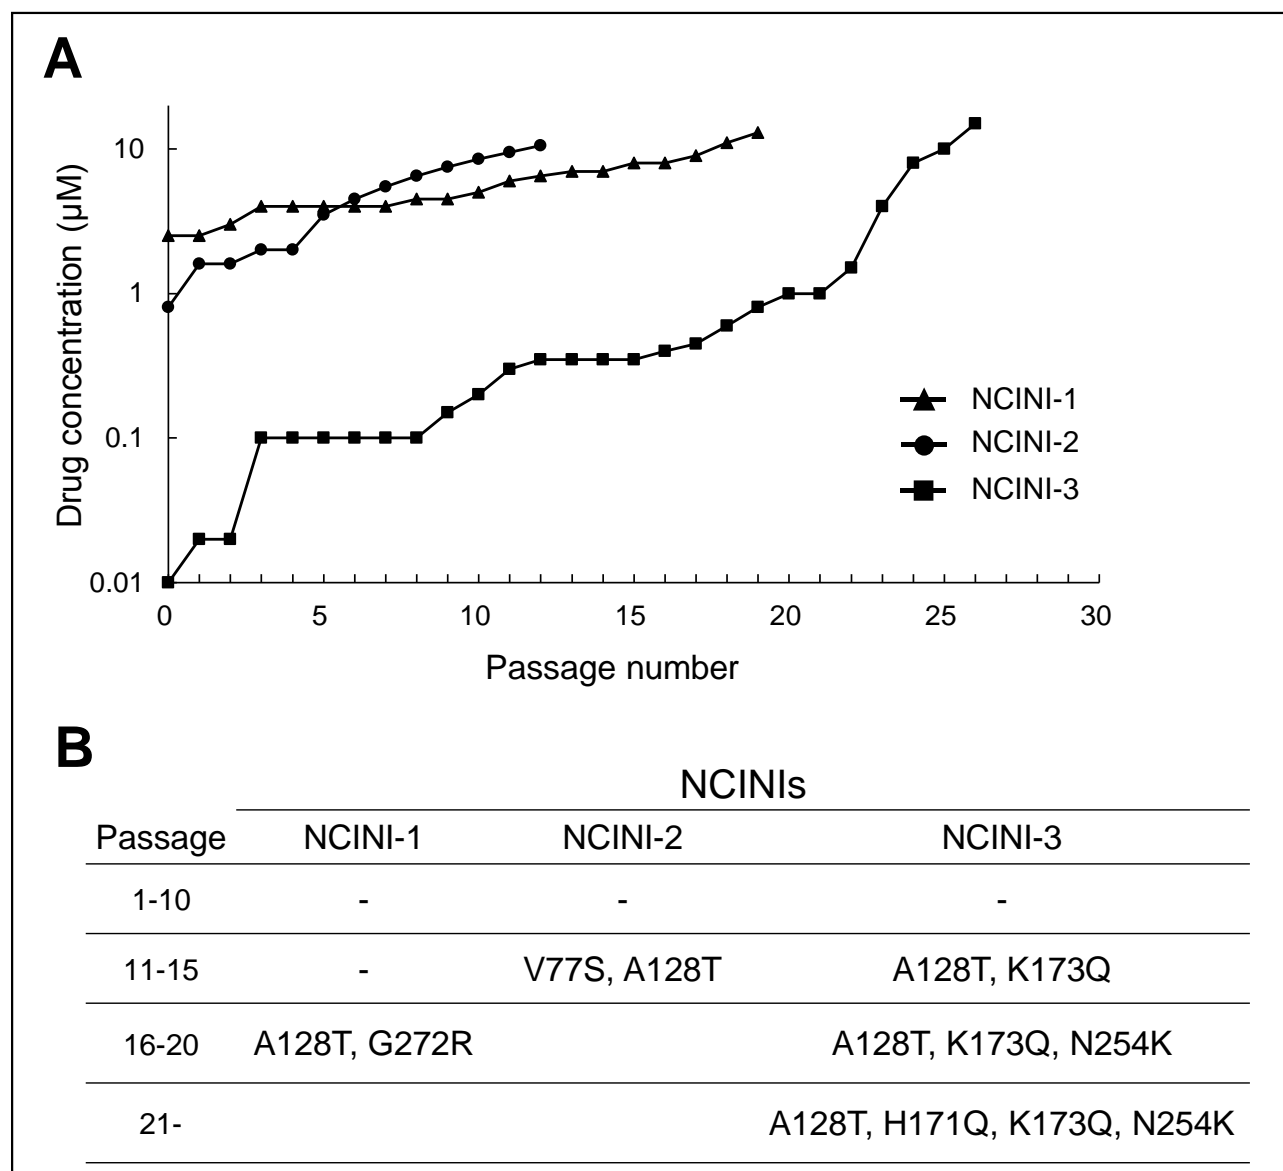 A
Drug concentration (µM)
10
1
0.1
0.01
0 5 10 15 20 25 30
Passage number
NCINI-1
NCINI-2
NCINI-3
B
NCINIs
Passage NCINI-1 NCINI-2 NCINI-3
1-10 - - -
11-15 - V77S, A128T A128T, K173Q
16-20 A128T, G272R A128T, K173Q, N254K
21- A128T, H171Q, K173Q, N254K